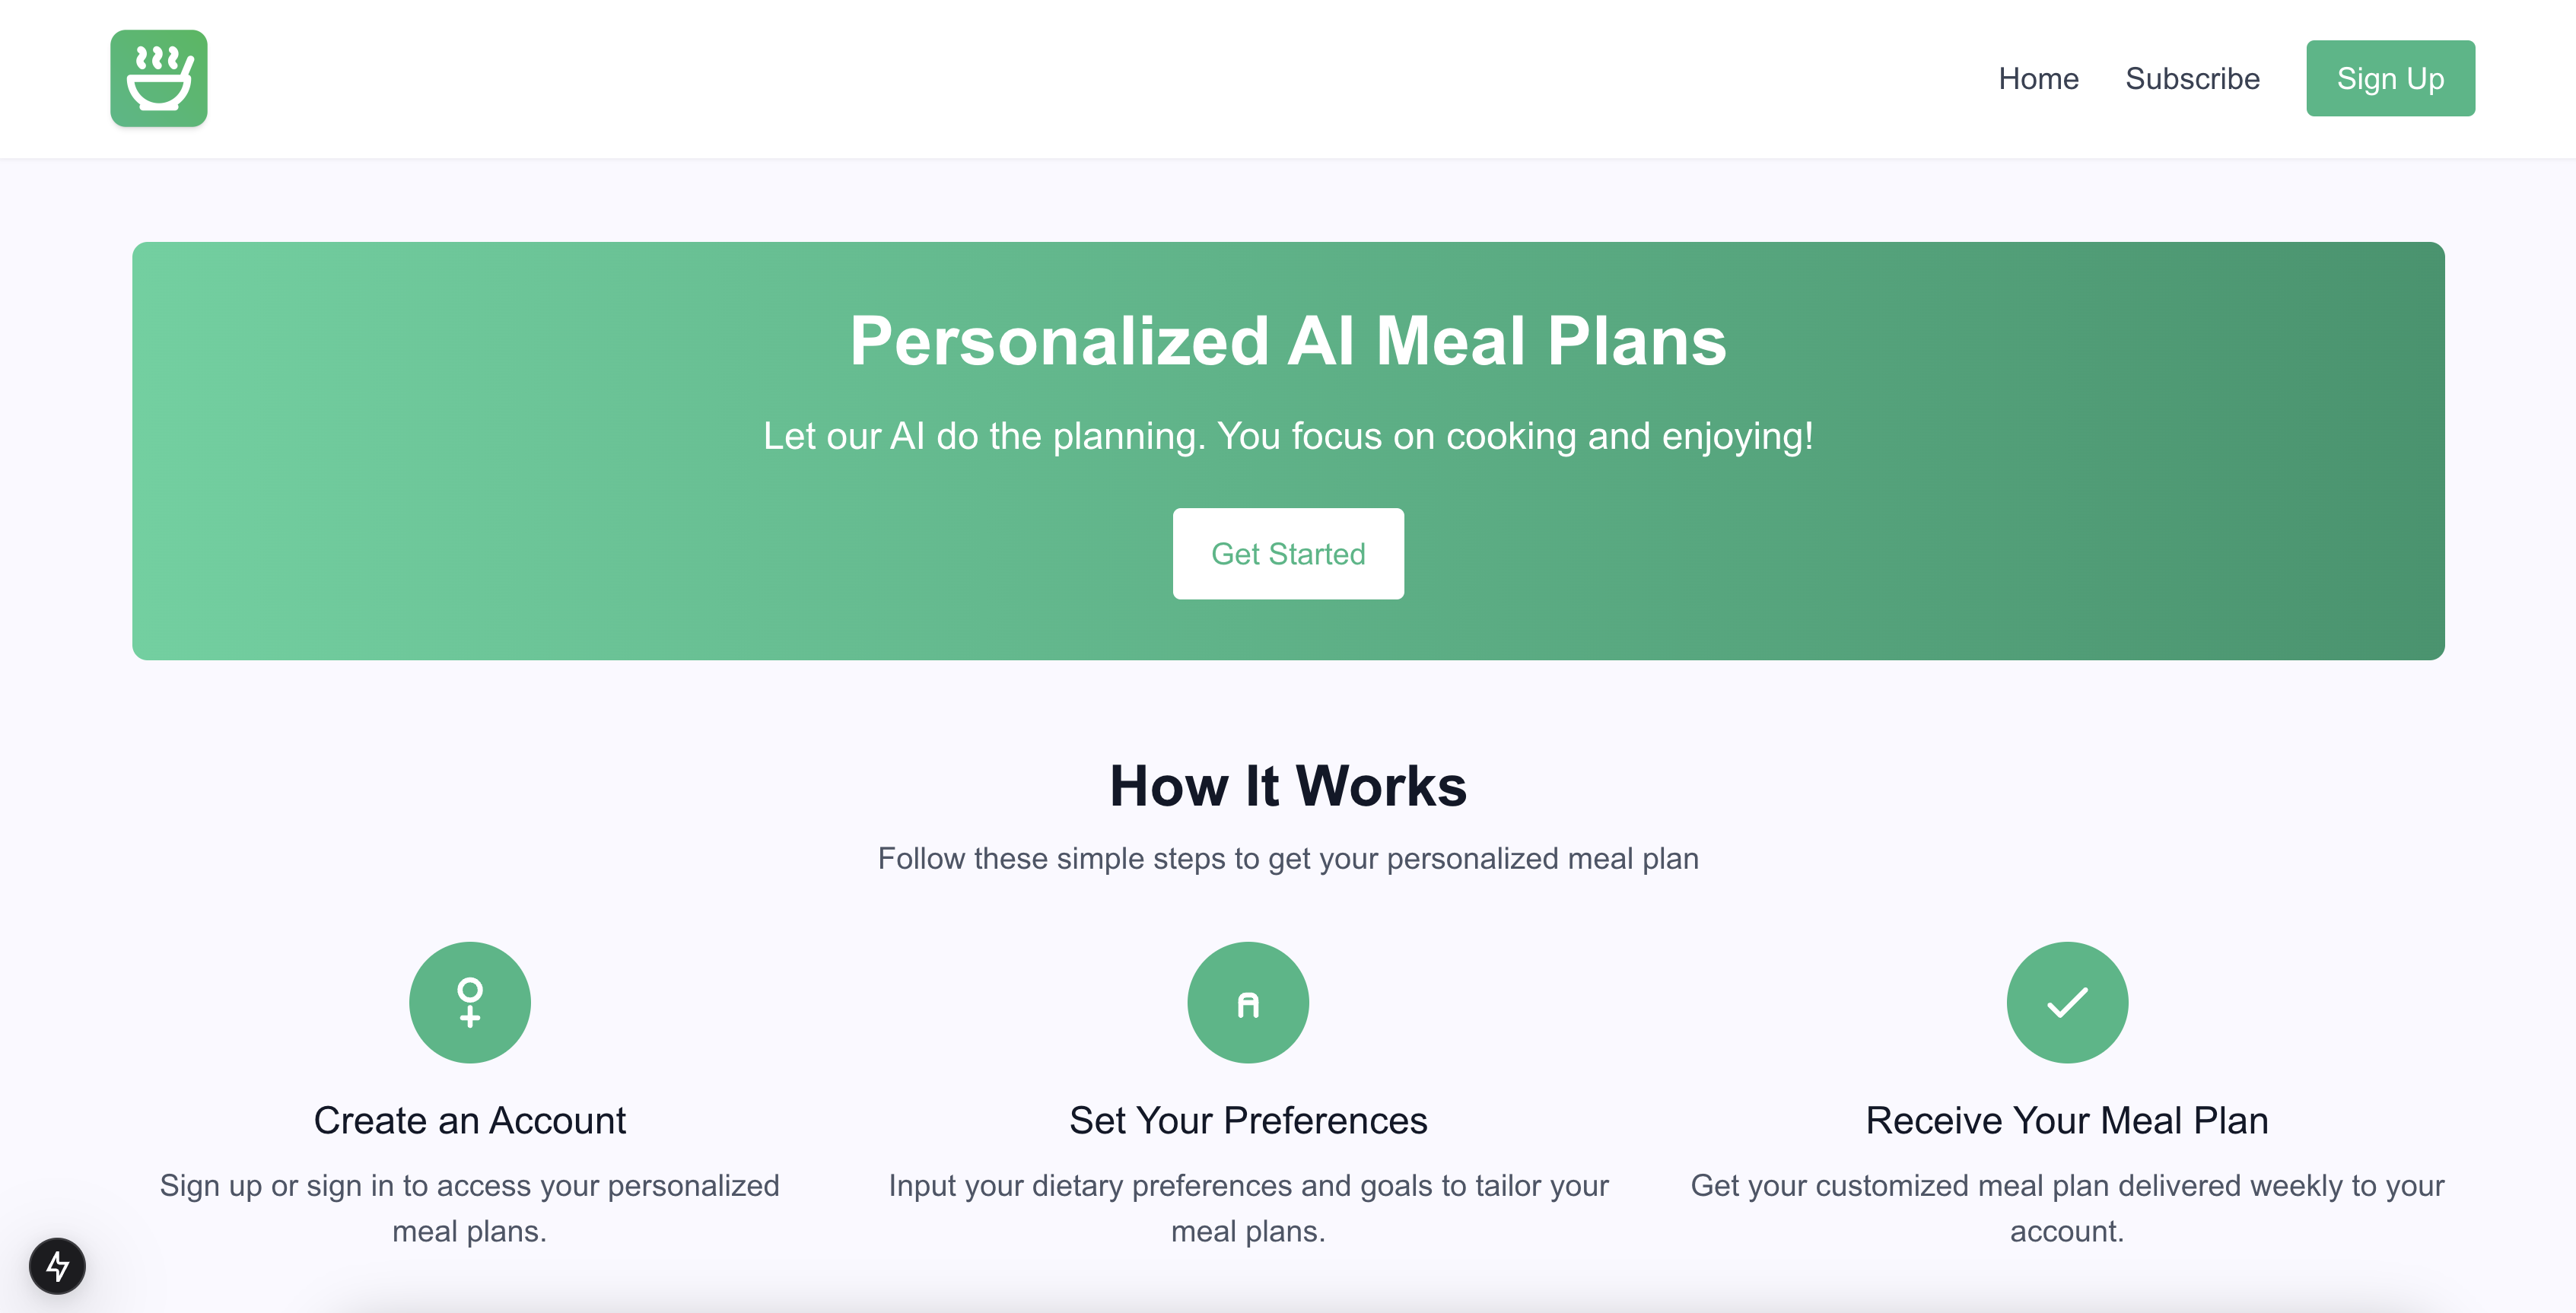 Home
Subscribe
Sign Up
Personalized AI Meal Plans
Let our AI do the planning. You focus on cooking and enjoying!
Get Started
How It Works
Follow these simple steps to get your personalized meal plan
Create an Account
Sign up or sign in to access your personalized
meal plans.
Set Your Preferences
Input your dietary preferences and goals to tailor your
meal plans.
Receive Your Meal Plan
Get your customized meal plan delivered weekly to your
account.